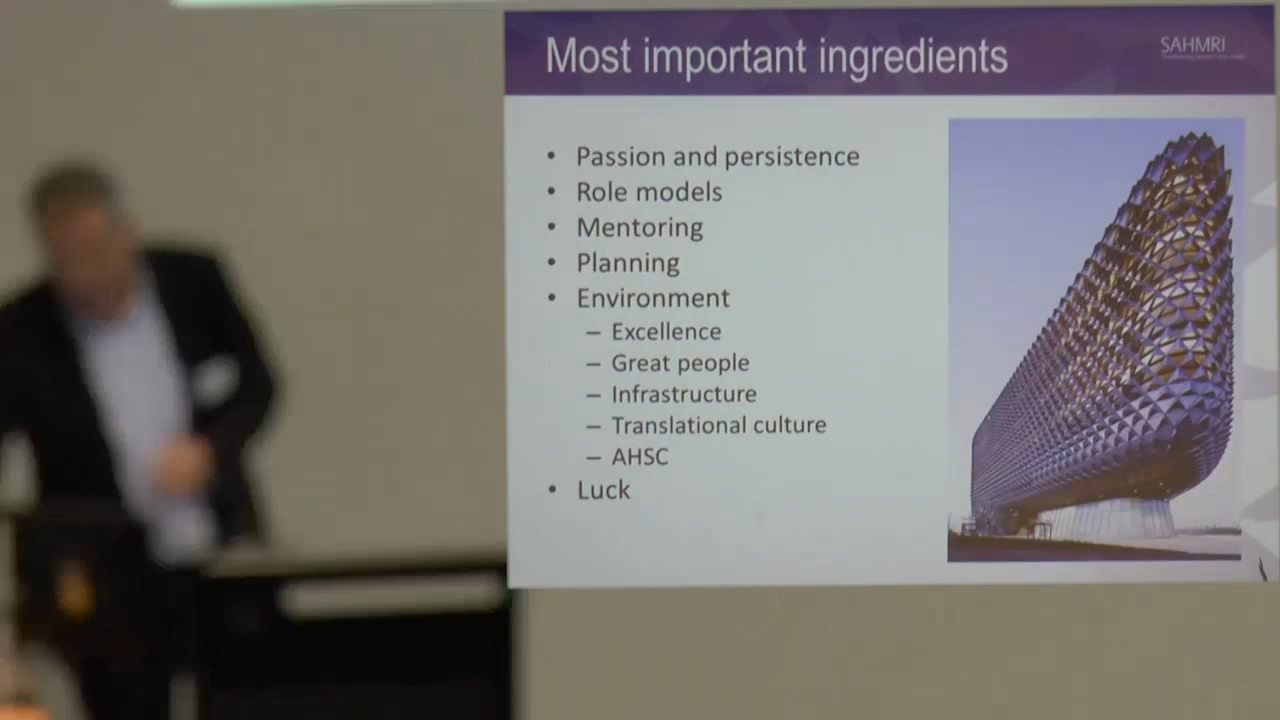 Most important ingredients
SAHMRI
• Passion and persistence
• Role models
• Mentoring
• Planning
• Environment
– Excellence
– Great people
– Infrastructure
– Translational culture
– AHSC
• Luck